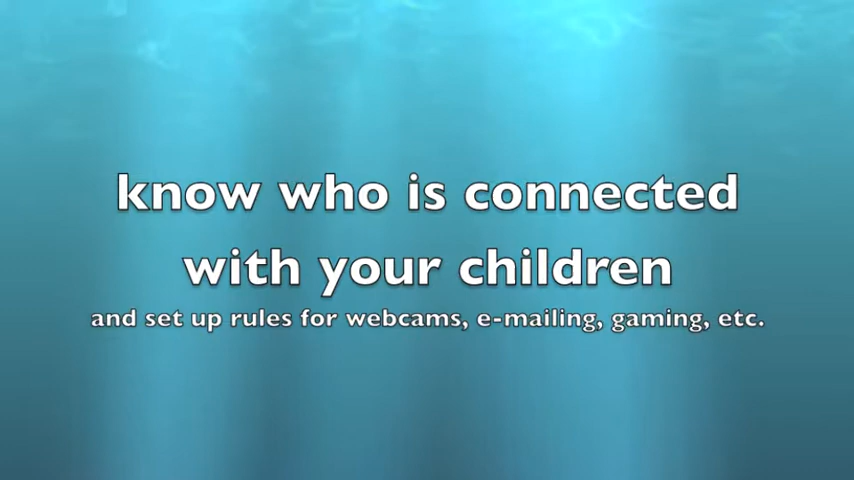 know who is connected
with your children
and set up rules for webcams, e-mailing, gaming, etc.